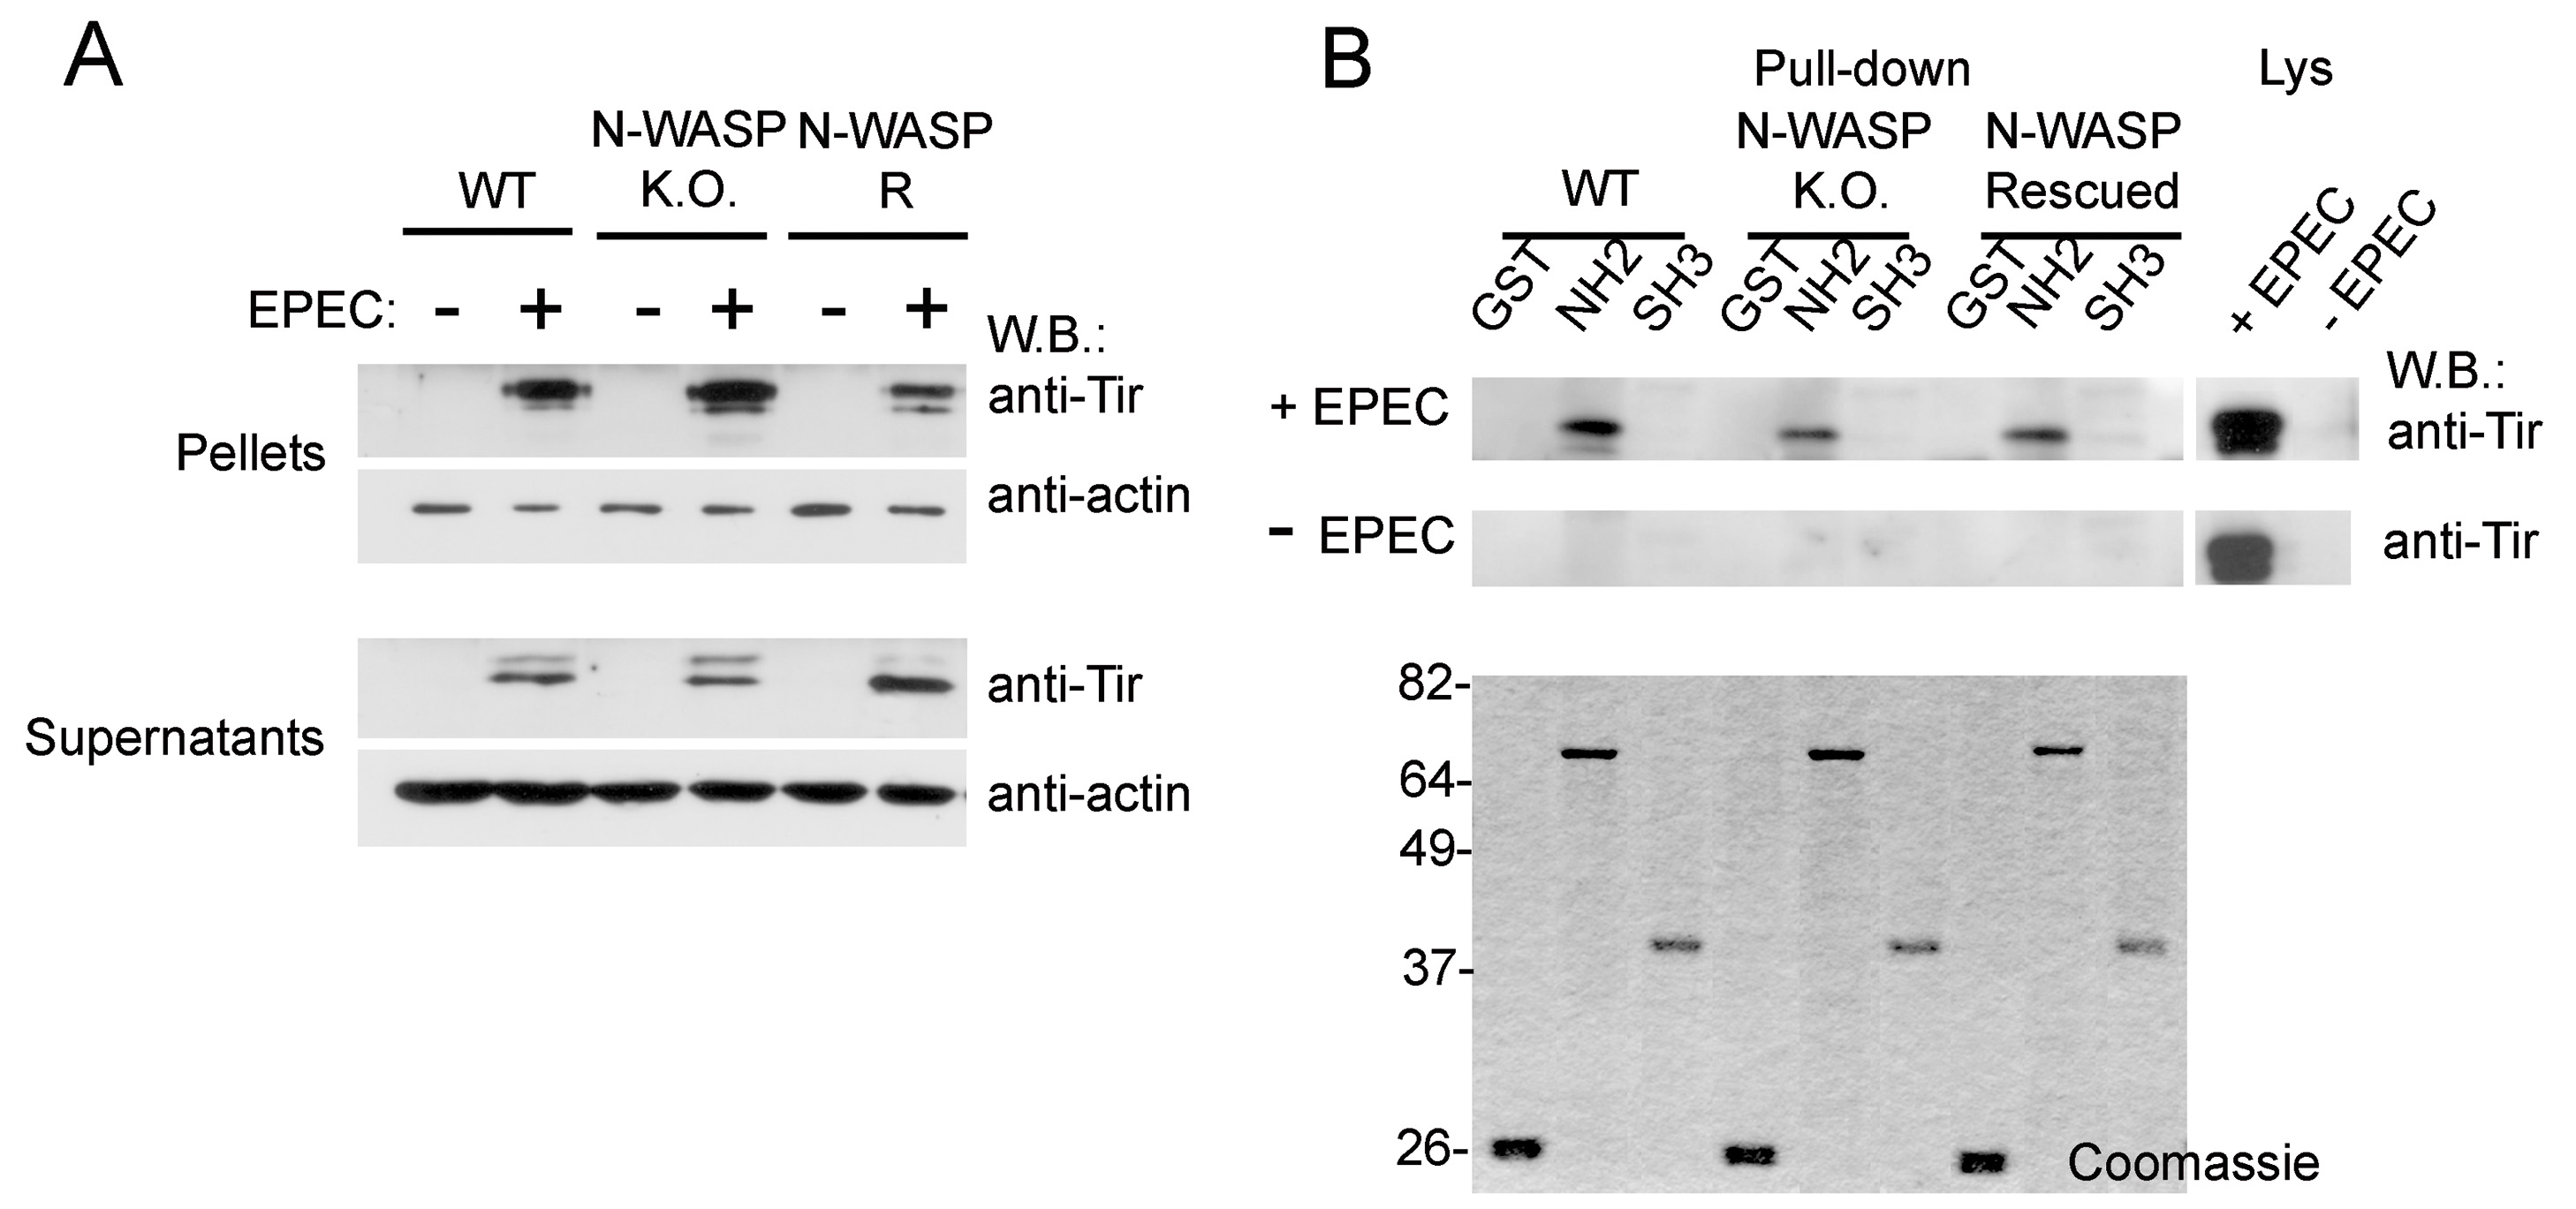 A
N-WASP N-WASP
WT K.O. R
EPEC: - + - + - +
W.B.:
Pellets
anti-Tir
anti-actin
Supernatants
anti-Tir
anti-actin
B
Pull-down Lys
N-WASP N-WASP
WT K.O. Rescued
GST NH2 SH3 GST NH2 SH3 GST NH2 SH3 + EPEC - EPEC
W.B.:
+ EPEC anti-Tir
- EPEC anti-Tir
82-
64-
49-
37-
26-
Coomassie